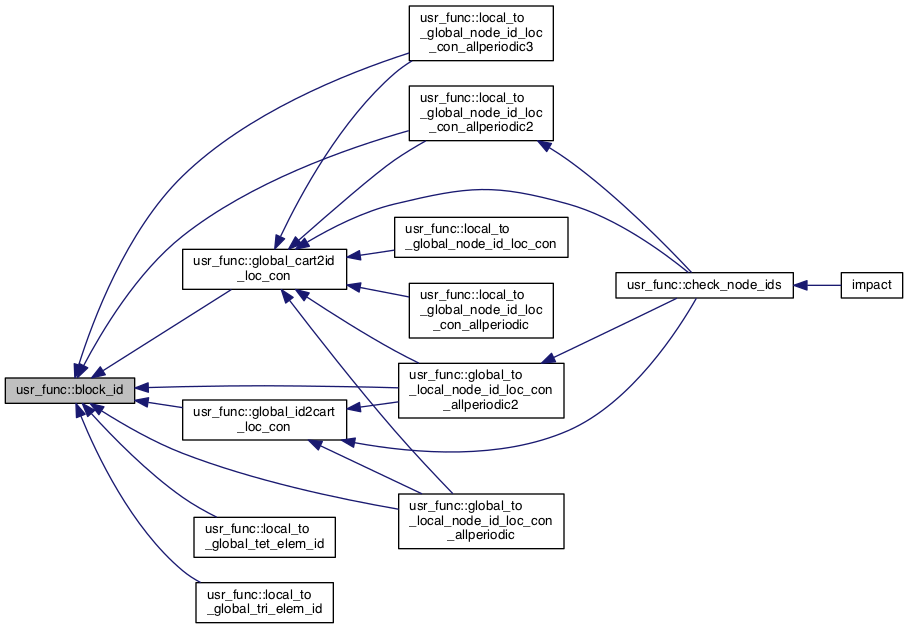 usr_func::local_to
_global_node_id_loc
_con_allperiodic3
usr_func::local_to
_global_node_id_loc
_con_allperiodic2
usr_func::local_to
_global_node_id_loc_con
usr_func::global_cart2id
_loc_con
usr_func::check_node_ids
impact
usr_func::local_to
_global_node_id_loc
_con_allperiodic
usr_func::block_id
usr_func::global_to
_local_node_id_loc_con
_allperiodic2
usr_func::global_id2cart
_loc_con
usr_func::global_to
_local_node_id_loc_con
_allperiodic
usr_func::local_to
_global_tet_elem_id
usr_func::local_to
_global_tri_elem_id